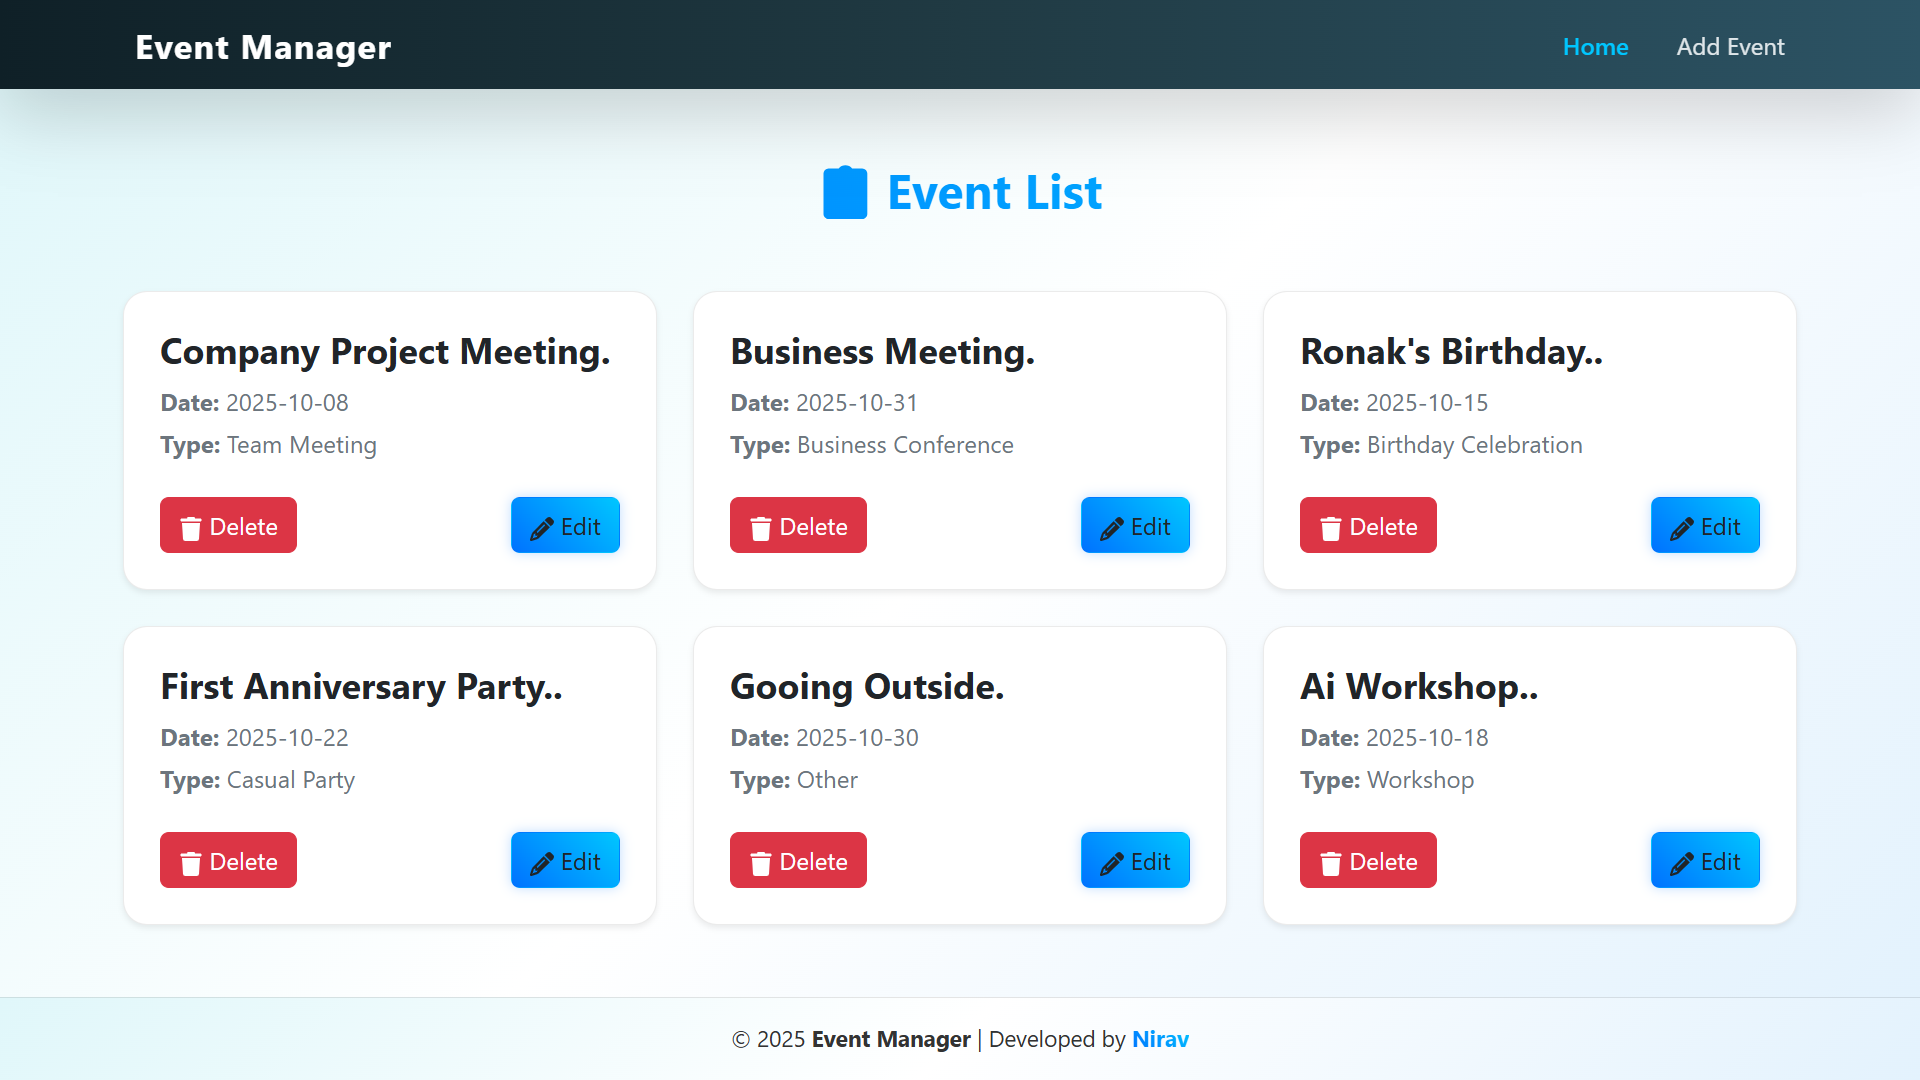 Event Manager
Home
Add Event
Event List
Company Project Meeting.
Date: 2025-10-08
Type: Team Meeting
Delete
Edit
Business Meeting.
Date: 2025-10-31
Type: Business Conference
Delete
Edit
Ronak's Birthday..
Date: 2025-10-15
Type: Birthday Celebration
Delete
Edit
First Anniversary Party..
Date: 2025-10-22
Type: Casual Party
Delete
Edit
Gooing Outside.
Date: 2025-10-30
Type: Other
Delete
Edit
Ai Workshop..
Date: 2025-10-18
Type: Workshop
Delete
Edit
© 2025 Event Manager | Developed by Nirav